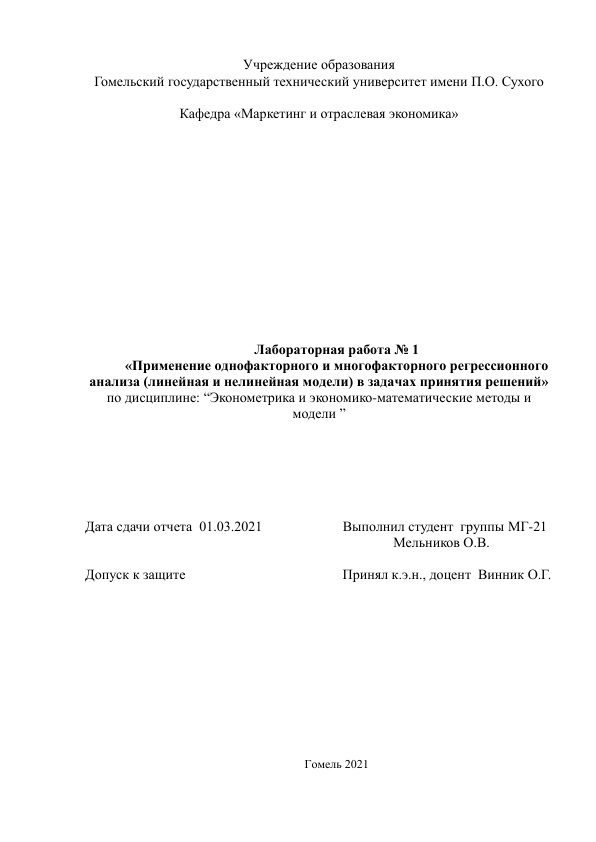 Учреждение образования
Гомельский государственный технический университет имени П.О. Сухого
Кафедра «Маркетинг и отраслевая экономика»
Лабораторная работа № 1
«Применение однофакторного и многофакторного регрессионного
анализа (линейная и нелинейная модели) в задачах принятия решений»
по дисциплине: “Эконометрика и экономико-математические методы и
модели ”
Дата сдачи отчета 01.03.2021 Выполнил студент группы МГ-21
Мельников О.В.
Допуск к защите Принял к.э.н., доцент Винник О.Г.
Гомель 2021